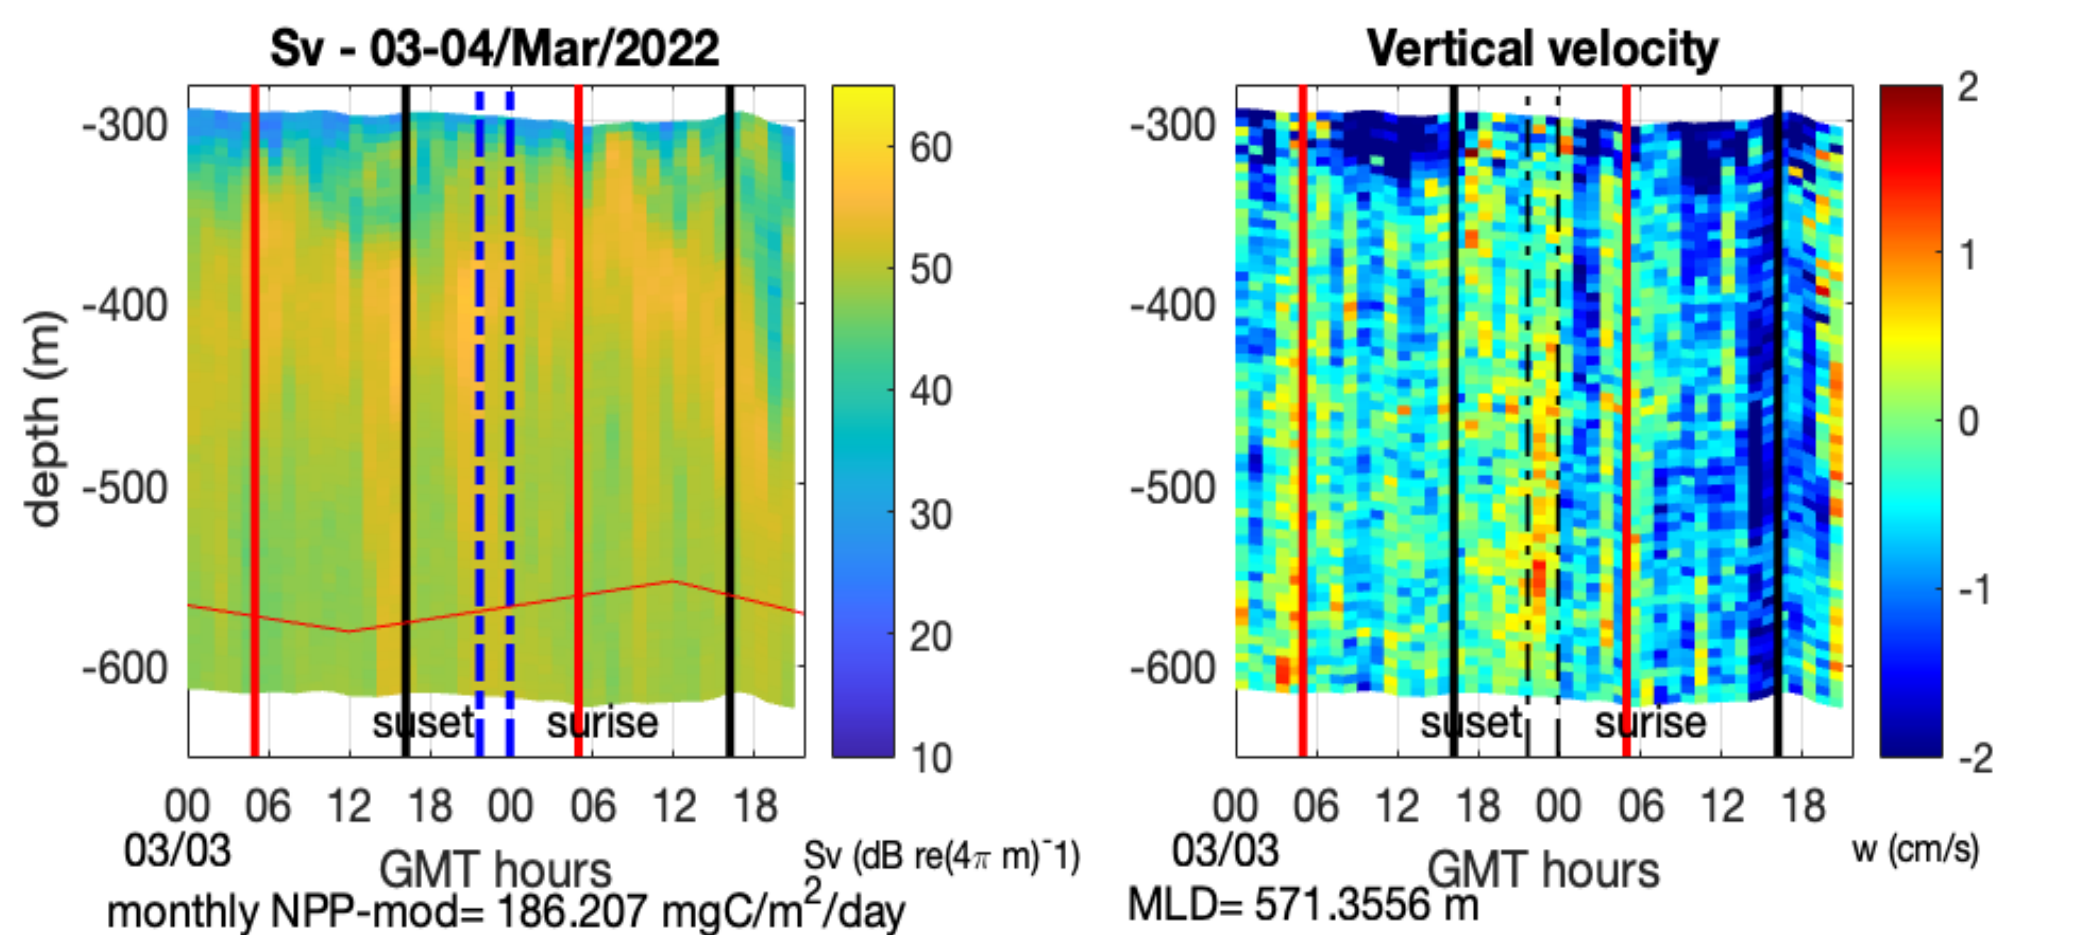 Sv - 03-04/Mar/2022
-300
-400
-500
-600
depth (m)
suset
surise
00 06 12 18 00 06 12 18
03/03
GMT hours
60
50
40
30
20
10
Sv (dB re(4π m)⁻1)
monthly NPP-mod= 186.207 mgC/m²/day
Vertical velocity
-300
-400
-500
-600
suset
surise
00 06 12 18 00 06 12 18
03/03
GMT hours
2
1
0
-1
-2
w (cm/s)
MLD= 571.3556 m